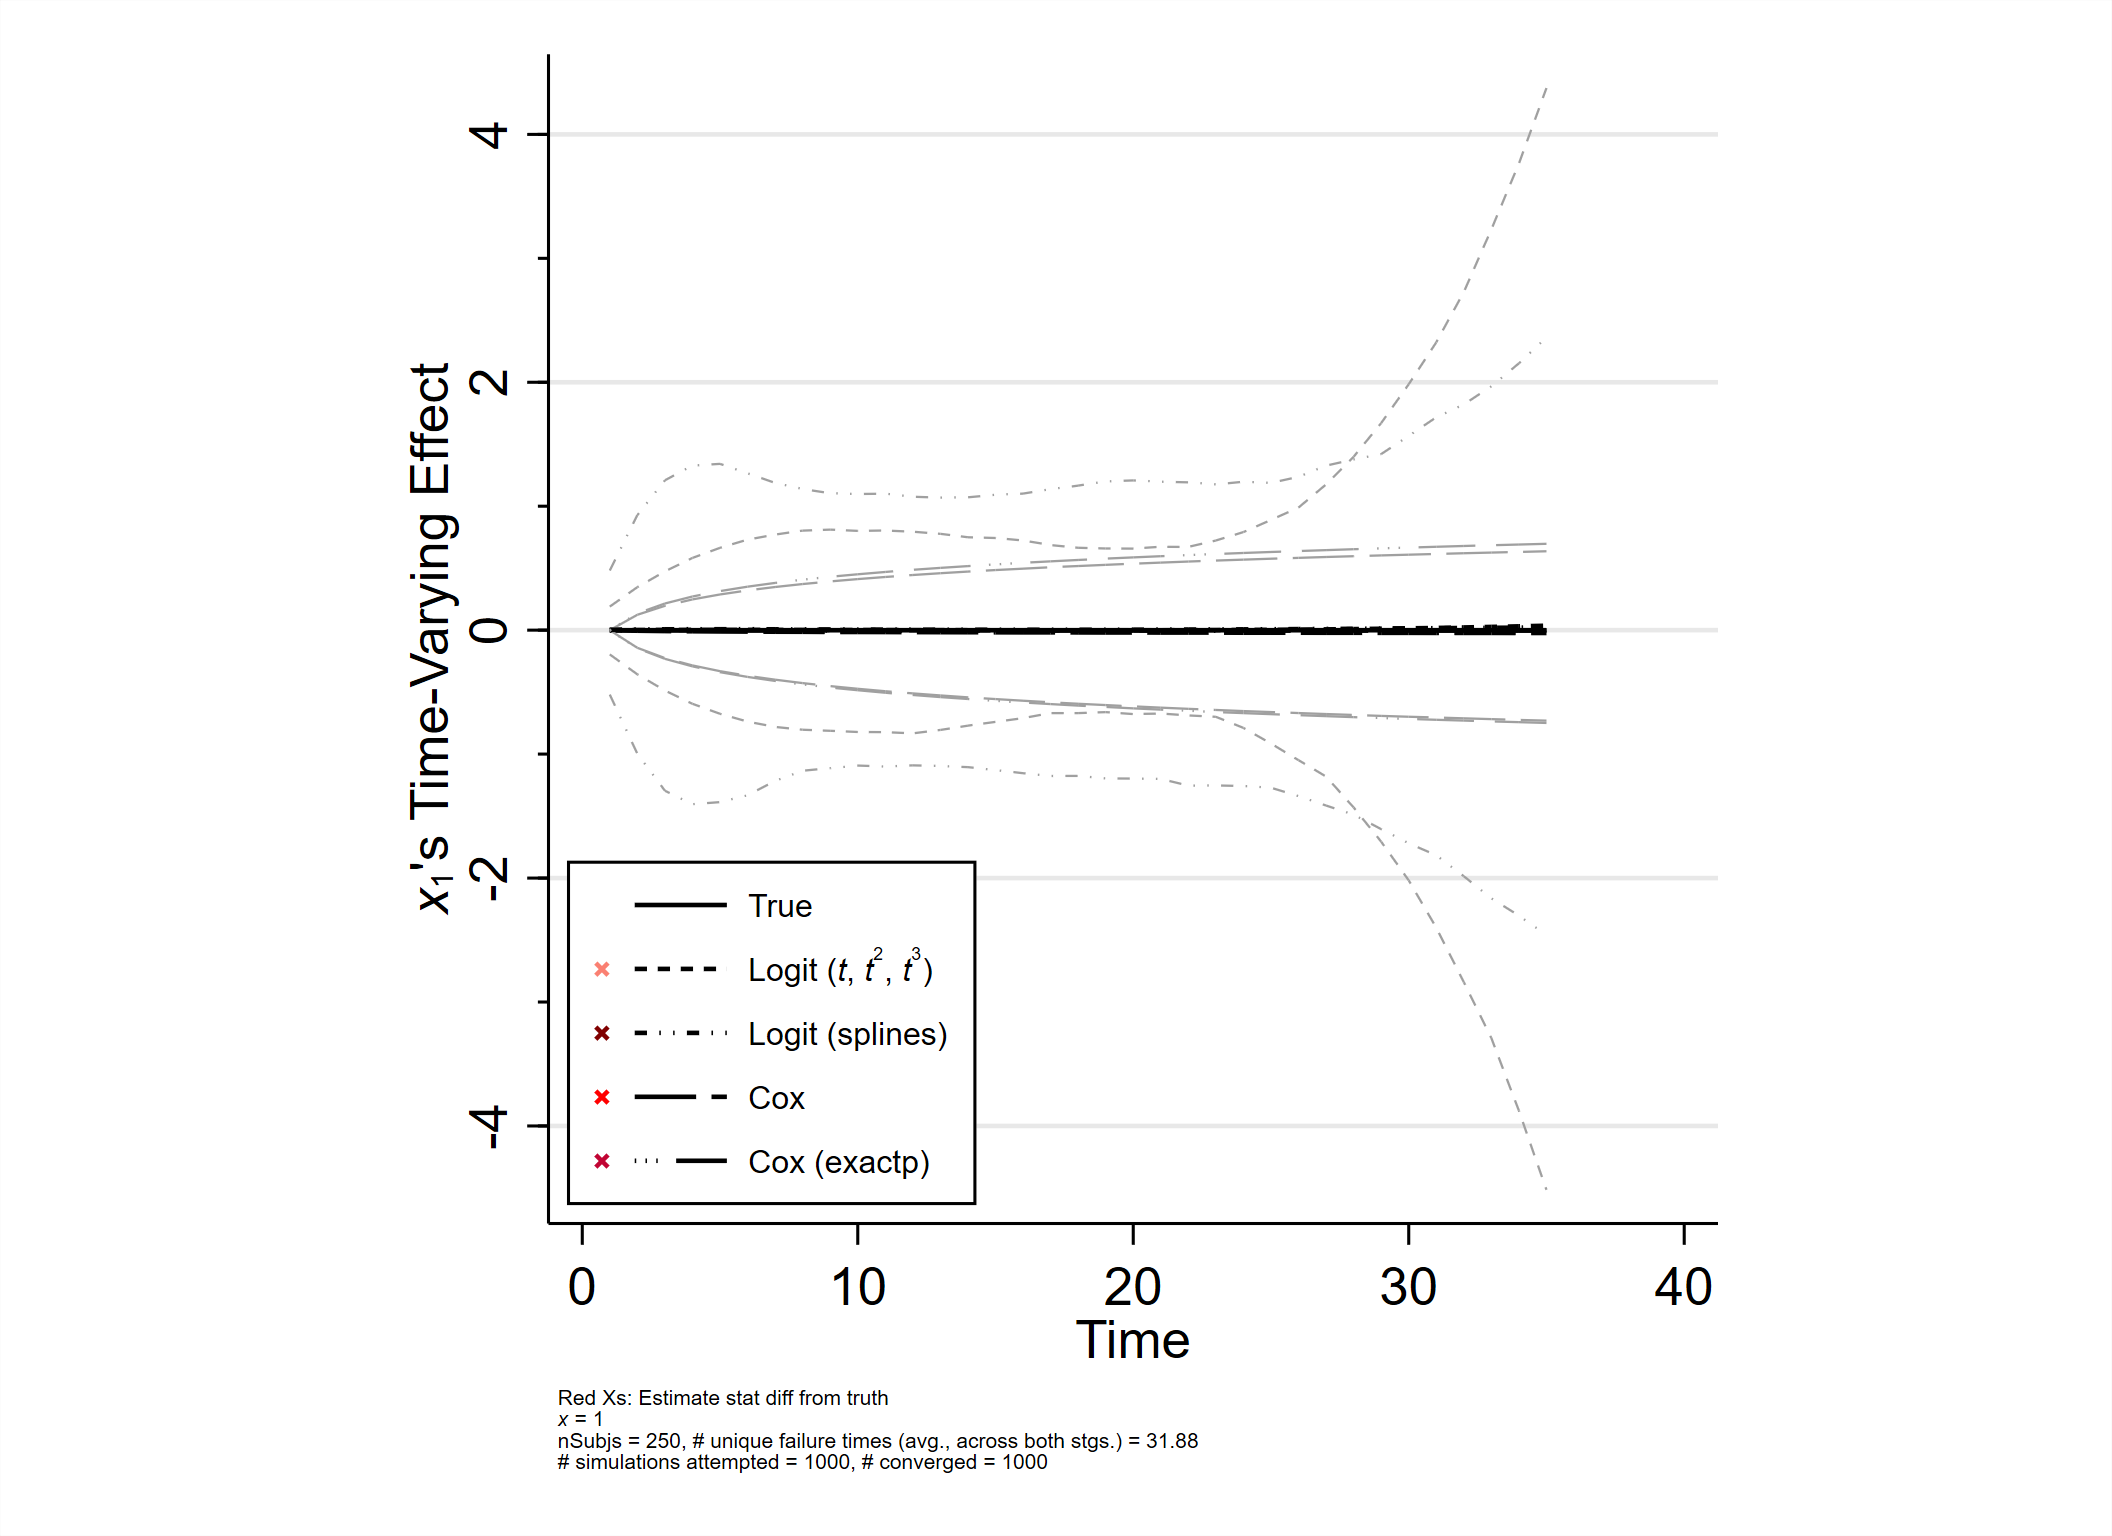 4
2
0
-2
-4
x₁'s Time-Varying Effect
True
Logit (t, t², t³)
Logit (splines)
Cox
Cox (exactp)
0 10 20 30 40
Time
Red Xs: Estimate stat diff from truth
x = 1
nSubjs = 250, # unique failure times (avg., across both stgs.) = 31.88
# simulations attempted = 1000, # converged = 1000